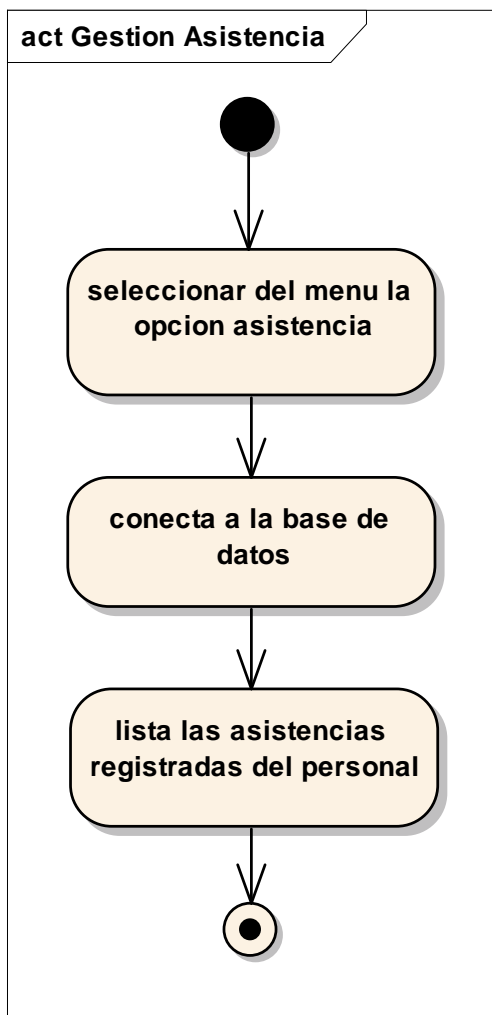 act Gestion Asistencia
seleccionar del menu la
opcion asistencia
conecta a la base de
datos
lista las asistencias
registradas del personal